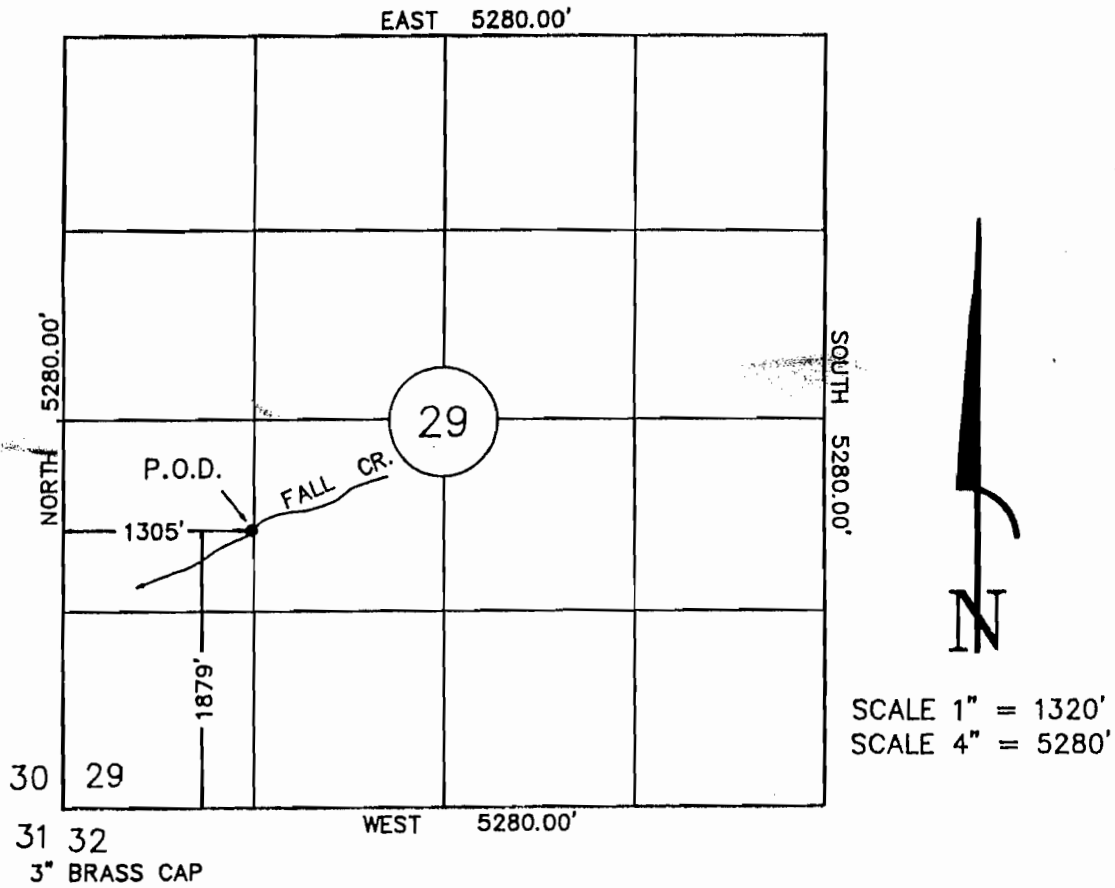 EAST 5280.00'
NORTH 5280.00'
SOUTH 5280.00'
29
P.O.D.
FALL CR.
1305'
1879'
N
SCALE 1" = 1320'
SCALE 4" = 5280'
30 29
WEST 5280.00'
31 32
3" BRASS CAP